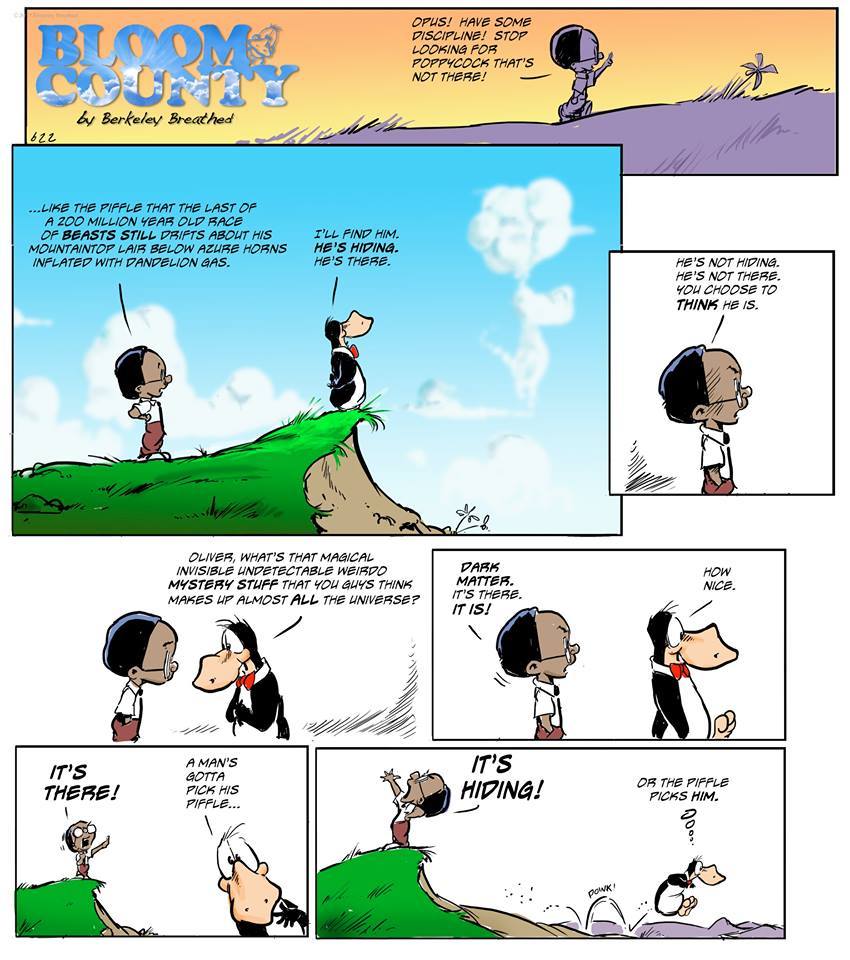 BLOOM
COUNTY
by Berkeley Breathed
622
OPUS! HAVE SOME
DISCIPLINE! STOP
LOOKING FOR
POPPYCOCK THAT'S
NOT THERE!
...LIKE THE PIFFLE THAT THE LAST OF
A 200 MILLION YEAR OLD RACE
OF BEASTS STILL DRIFTS ABOUT HIS
MOUNTAINTOP LAIR BELOW AZURE HORNS
INFLATED WITH DANDELION GAS.
I'LL FIND HIM.
HE'S HIDING.
HE'S THERE.
HE'S NOT HIDING.
HE'S NOT THERE.
YOU CHOOSE TO
THINK HE IS.
OLIVER, WHAT'S THAT MAGICAL
INVISIBLE UNDETECTABLE WEIRDO
MYSTERY STUFF THAT YOU GUYS THINK
MAKES UP ALMOST ALL THE UNIVERSE?
DARK
MATTER.
IT'S THERE.
IT IS!
HOW
NICE.
IT'S
THERE!
A MAN'S
GOTTA
PICK HIS
PIFFLE...
IT'S
HIDING!
OR THE PIFFLE
PICKS HIM.
DOINK!